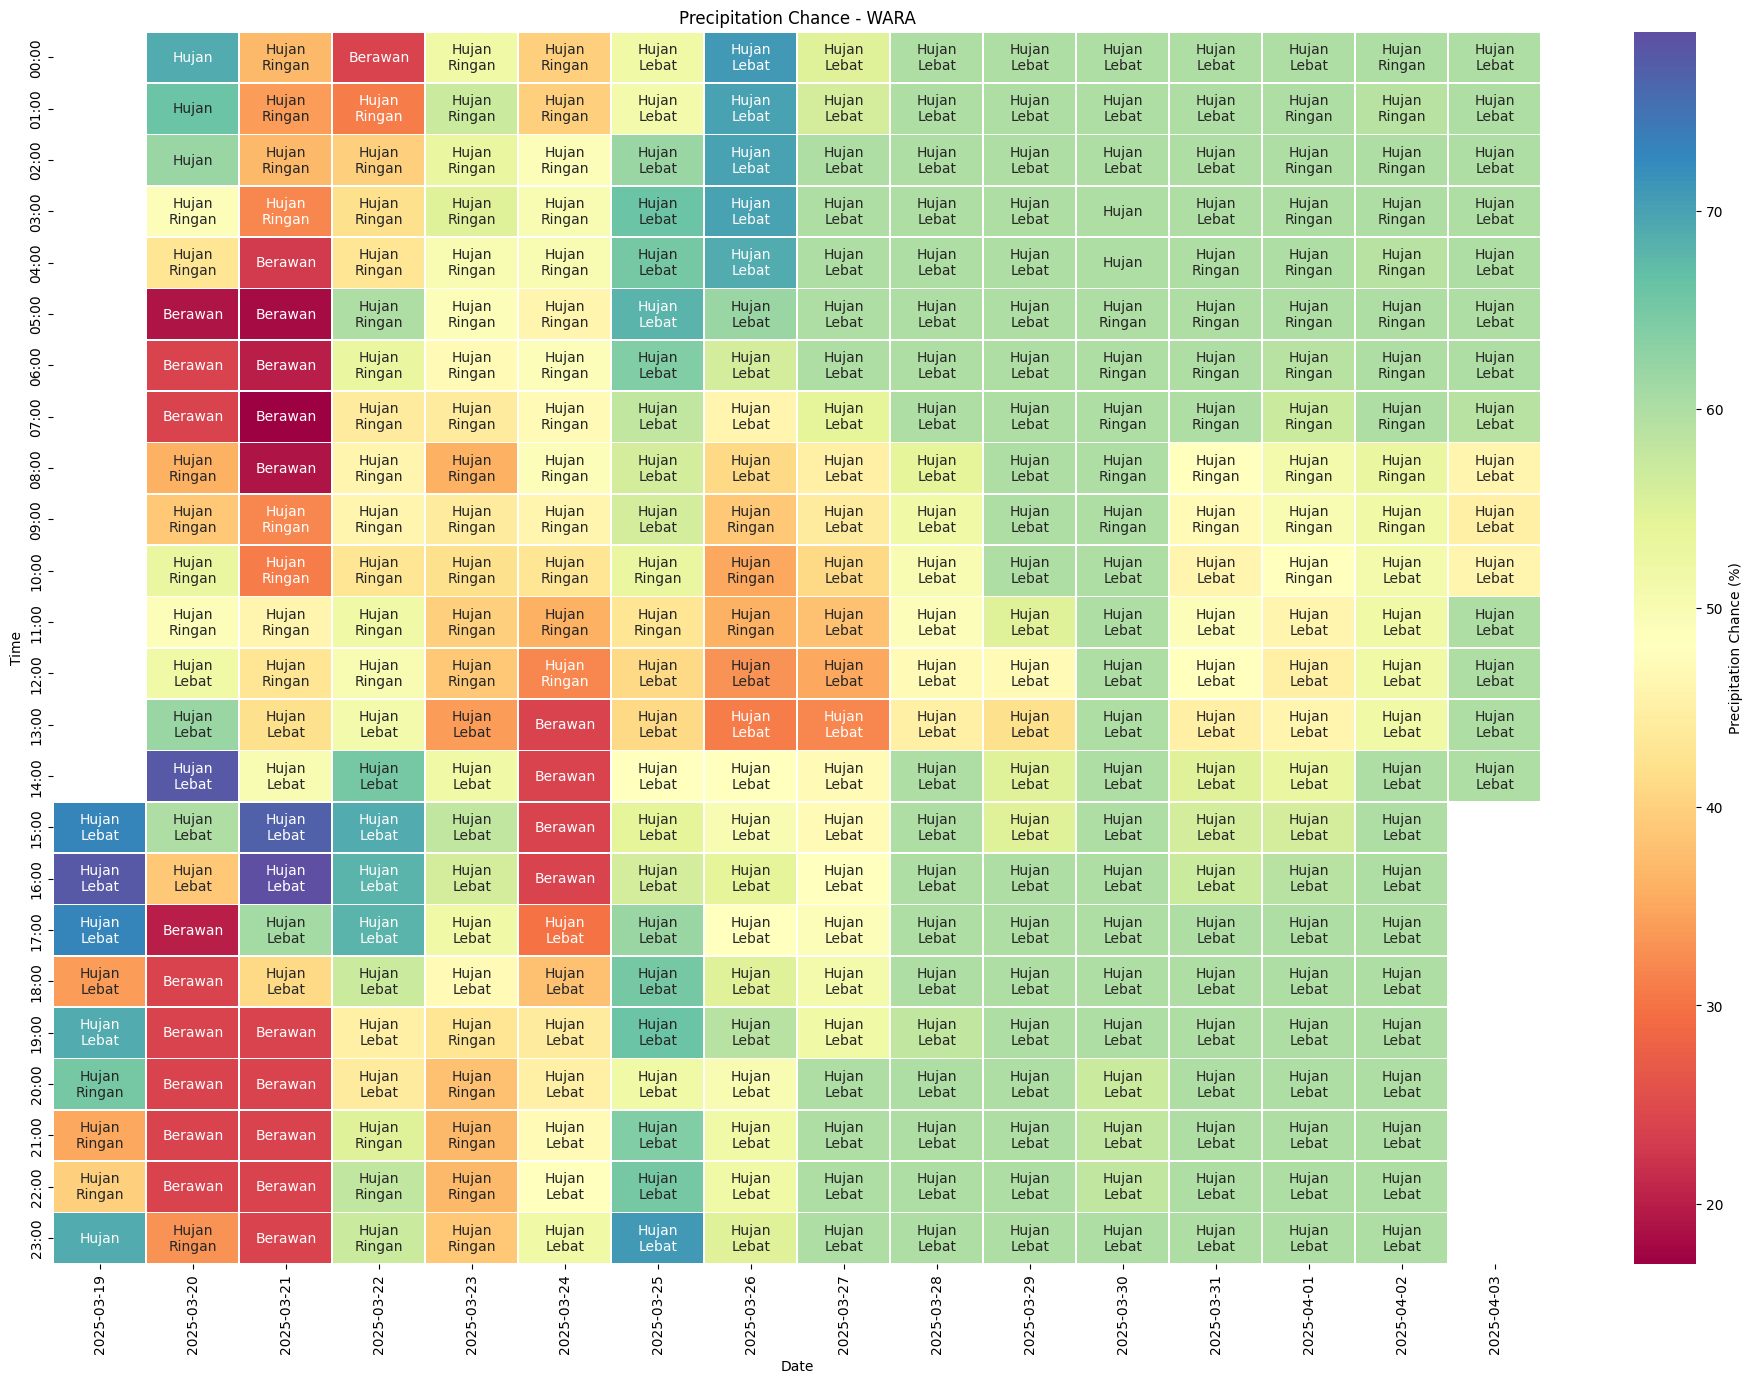 Precipitation Chance - WARA
00:00 Hujan Hujan Ringan Berawan Hujan Ringan Hujan Ringan Hujan Lebat Hujan Lebat Hujan Lebat Hujan Lebat Hujan Lebat Hujan Lebat Hujan Lebat Hujan Lebat Hujan Ringan Hujan Lebat
01:00 Hujan Hujan Ringan Hujan Ringan Hujan Ringan Hujan Ringan Hujan Lebat Hujan Lebat Hujan Lebat Hujan Lebat Hujan Lebat Hujan Lebat Hujan Lebat Hujan Ringan Hujan Ringan Hujan Lebat
02:00 Hujan Hujan Ringan Hujan Ringan Hujan Ringan Hujan Ringan Hujan Lebat Hujan Lebat Hujan Lebat Hujan Lebat Hujan Lebat Hujan Lebat Hujan Lebat Hujan Ringan Hujan Ringan Hujan Lebat
03:00 Hujan Ringan Hujan Ringan Hujan Ringan Hujan Ringan Hujan Ringan Hujan Lebat Hujan Lebat Hujan Lebat Hujan Lebat Hujan Lebat Hujan Hujan Lebat Hujan Ringan Hujan Ringan Hujan Lebat
04:00 Hujan Ringan Berawan Hujan Ringan Hujan Ringan Hujan Ringan Hujan Lebat Hujan Lebat Hujan Lebat Hujan Lebat Hujan Lebat Hujan Hujan Ringan Hujan Ringan Hujan Ringan Hujan Lebat
05:00 Berawan Berawan Hujan Ringan Hujan Ringan Hujan Ringan Hujan Lebat Hujan Lebat Hujan Lebat Hujan Lebat Hujan Lebat Hujan Ringan Hujan Ringan Hujan Ringan Hujan Ringan Hujan Lebat
06:00 Berawan Berawan Hujan Ringan Hujan Ringan Hujan Ringan Hujan Lebat Hujan Lebat Hujan Lebat Hujan Lebat Hujan Lebat Hujan Ringan Hujan Ringan Hujan Ringan Hujan Ringan Hujan Lebat
07:00 Berawan Berawan Hujan Ringan Hujan Ringan Hujan Ringan Hujan Lebat Hujan Lebat Hujan Lebat Hujan Lebat Hujan Lebat Hujan Ringan Hujan Ringan Hujan Ringan Hujan Ringan Hujan Lebat
08:00 Hujan Ringan Berawan Hujan Ringan Hujan Ringan Hujan Ringan Hujan Lebat Hujan Lebat Hujan Lebat Hujan Lebat Hujan Lebat Hujan Ringan Hujan Ringan Hujan Ringan Hujan Ringan Hujan Lebat
09:00 Hujan Ringan Hujan Ringan Hujan Ringan Hujan Ringan Hujan Ringan Hujan Lebat Hujan Ringan Hujan Lebat Hujan Lebat Hujan Lebat Hujan Ringan Hujan Ringan Hujan Ringan Hujan Ringan Hujan Lebat
10:00 Hujan Ringan Hujan Ringan Hujan Ringan Hujan Ringan Hujan Ringan Hujan Ringan Hujan Ringan Hujan Lebat Hujan Lebat Hujan Lebat Hujan Lebat Hujan Lebat Hujan Ringan Hujan Lebat Hujan Lebat
11:00 Hujan Ringan Hujan Ringan Hujan Ringan Hujan Ringan Hujan Ringan Hujan Ringan Hujan Ringan Hujan Lebat Hujan Lebat Hujan Lebat Hujan Lebat Hujan Lebat Hujan Lebat Hujan Lebat Hujan Lebat
12:00 Hujan Lebat Hujan Ringan Hujan Ringan Hujan Ringan Hujan Ringan Hujan Lebat Hujan Lebat Hujan Lebat Hujan Lebat Hujan Lebat Hujan Lebat Hujan Lebat Hujan Lebat Hujan Lebat Hujan Lebat
13:00 Hujan Lebat Hujan Lebat Hujan Lebat Hujan Lebat Berawan Hujan Lebat Hujan Lebat Hujan Lebat Hujan Lebat Hujan Lebat Hujan Lebat Hujan Lebat Hujan Lebat Hujan Lebat Hujan Lebat
14:00 Hujan Lebat Hujan Lebat Hujan Lebat Hujan Lebat Berawan Hujan Lebat Hujan Lebat Hujan Lebat Hujan Lebat Hujan Lebat Hujan Lebat Hujan Lebat Hujan Lebat Hujan Lebat Hujan Lebat
15:00 Hujan Lebat Hujan Lebat Hujan Lebat Hujan Lebat Hujan Lebat Berawan Hujan Lebat Hujan Lebat Hujan Lebat Hujan Lebat Hujan Lebat Hujan Lebat Hujan Lebat Hujan Lebat Hujan Lebat
16:00 Hujan Lebat Hujan Lebat Hujan Lebat Hujan Lebat Hujan Lebat Berawan Hujan Lebat Hujan Lebat Hujan Lebat Hujan Lebat Hujan Lebat Hujan Lebat Hujan Lebat Hujan Lebat Hujan Lebat
17:00 Hujan Lebat Berawan Hujan Lebat Hujan Lebat Hujan Lebat Hujan Lebat Hujan Lebat Hujan Lebat Hujan Lebat Hujan Lebat Hujan Lebat Hujan Lebat Hujan Lebat Hujan Lebat Hujan Lebat
18:00 Hujan Lebat Berawan Hujan Lebat Hujan Lebat Hujan Lebat Hujan Lebat Hujan Lebat Hujan Lebat Hujan Lebat Hujan Lebat Hujan Lebat Hujan Lebat Hujan Lebat Hujan Lebat Hujan Lebat
19:00 Hujan Lebat Berawan Berawan Hujan Lebat Hujan Ringan Hujan Lebat Hujan Lebat Hujan Lebat Hujan Lebat Hujan Lebat Hujan Lebat Hujan Lebat Hujan Lebat Hujan Lebat Hujan Lebat
20:00 Hujan Ringan Berawan Berawan Hujan Lebat Hujan Ringan Hujan Lebat Hujan Lebat Hujan Lebat Hujan Lebat Hujan Lebat Hujan Lebat Hujan Lebat Hujan Lebat Hujan Lebat Hujan Lebat
21:00 Hujan Ringan Berawan Berawan Hujan Ringan Hujan Ringan Hujan Lebat Hujan Lebat Hujan Lebat Hujan Lebat Hujan Lebat Hujan Lebat Hujan Lebat Hujan Lebat Hujan Lebat Hujan Lebat
22:00 Hujan Ringan Berawan Berawan Hujan Ringan Hujan Ringan Hujan Lebat Hujan Lebat Hujan Lebat Hujan Lebat Hujan Lebat Hujan Lebat Hujan Lebat Hujan Lebat Hujan Lebat Hujan Lebat
23:00 Hujan Hujan Ringan Berawan Hujan Ringan Hujan Ringan Hujan Lebat Hujan Lebat Hujan Lebat Hujan Lebat Hujan Lebat Hujan Lebat Hujan Lebat Hujan Lebat Hujan Lebat Hujan Lebat
Time
2025-03-19 2025-03-20 2025-03-21 2025-03-22 2025-03-23 2025-03-24 2025-03-25 2025-03-26 2025-03-27 2025-03-28 2025-03-29 2025-03-30 2025-03-31 2025-04-01 2025-04-02 2025-04-03
Date
70
60
50
40
30
20
Precipitation Chance (%)